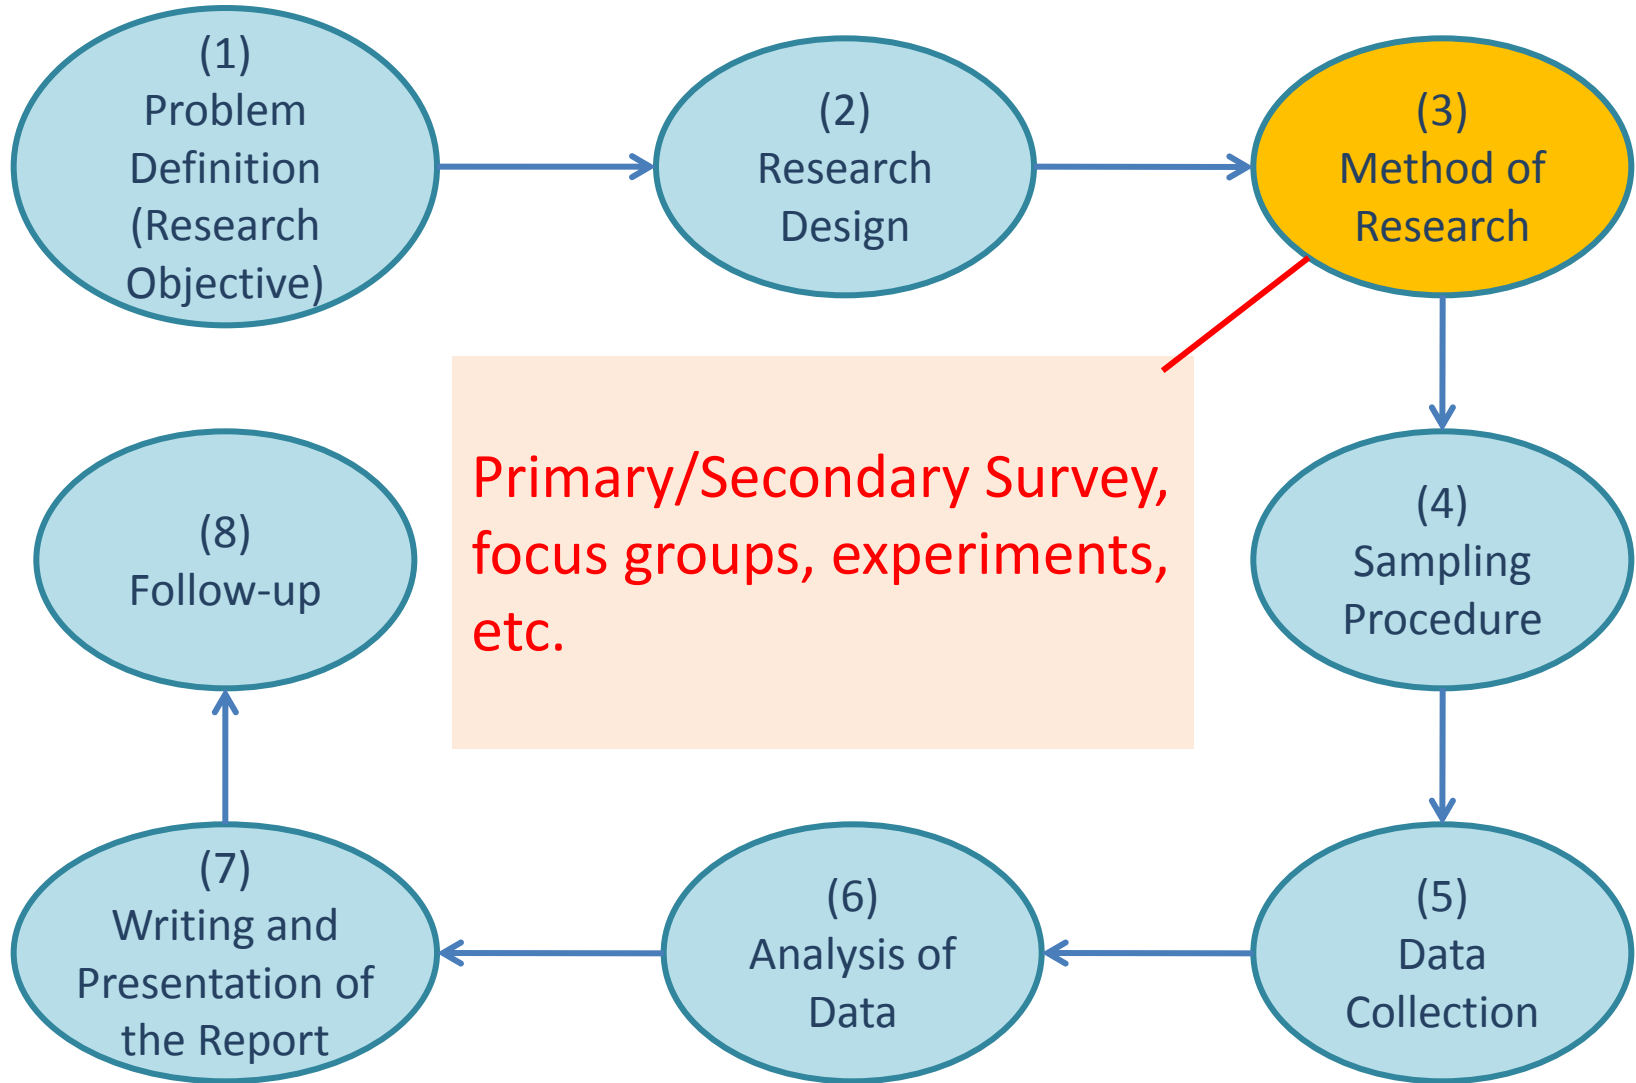 (1)
Problem
Definition
(Research
Objective)
(2)
Research
Design
(3)
Method of
Research
Primary/Secondary Survey,
focus groups, experiments,
etc.
(4)
Sampling
Procedure
(5)
Data
Collection
(6)
Analysis of
Data
(7)
Writing and
Presentation of
the Report
(8)
Follow-up